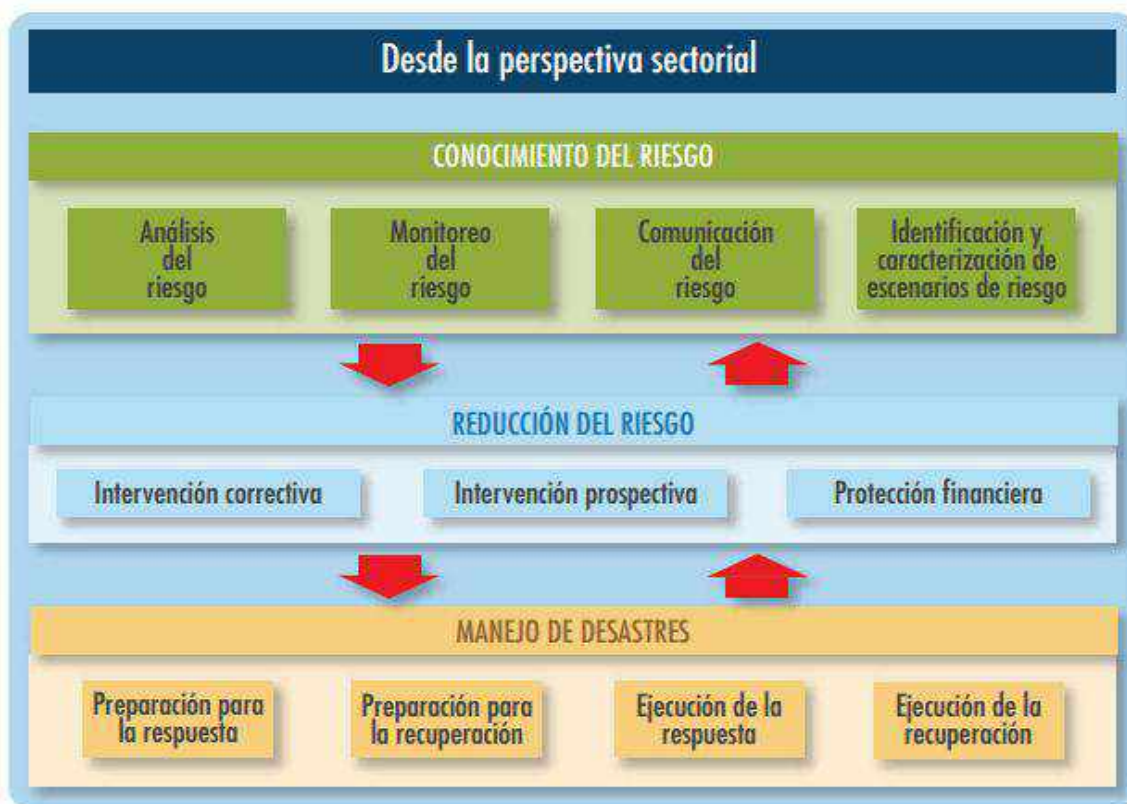 Desde la perspectiva sectorial
CONOCIMIENTO DEL RIESGO
Análisis
del
riesgo
Monitoreo
del
riesgo
Comunicación
del
riesgo
Identificación y
caracterización de
escenarios de riesgo
REDUCCIÓN DEL RIESGO
Intervención correctiva
Intervención prospectiva
Protección financiera
MANEJO DE DESASTRES
Preparación para
la respuesta
Preparación para
la recuperación
Ejecución de la
respuesta
Ejecución de la
recuperación